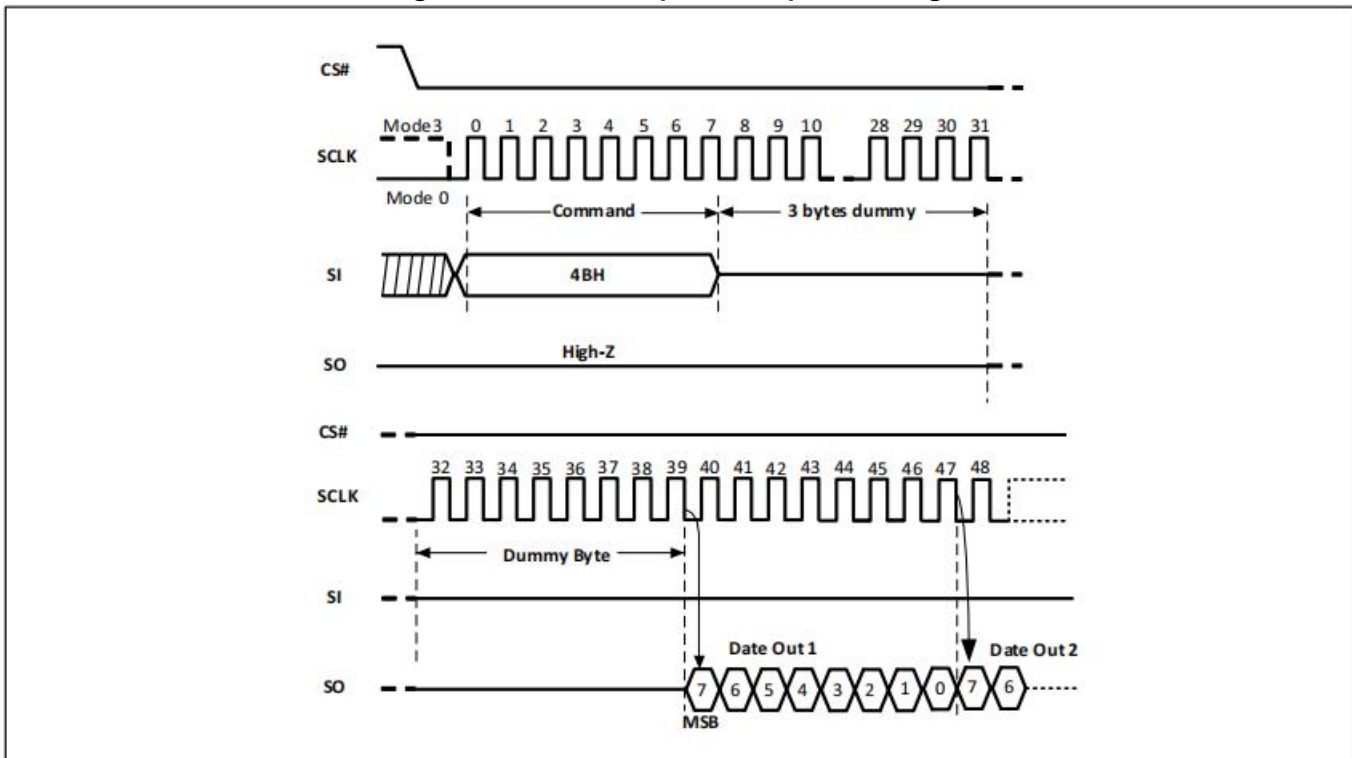 CS#
Mode3 0 1 2 3 4 5 6 7 8 9 10 28 29 30 31
SCLK
Mode 0
Command 3 bytes dummy
SI 4BH
High-Z
SO
CS#
32 33 34 35 36 37 38 39 40 41 42 43 44 45 46 47 48
SCLK
Dummy Byte
SI
Date Out 1 Date Out 2
SO 7 6 5 4 3 2 1 0 7 6
MSB